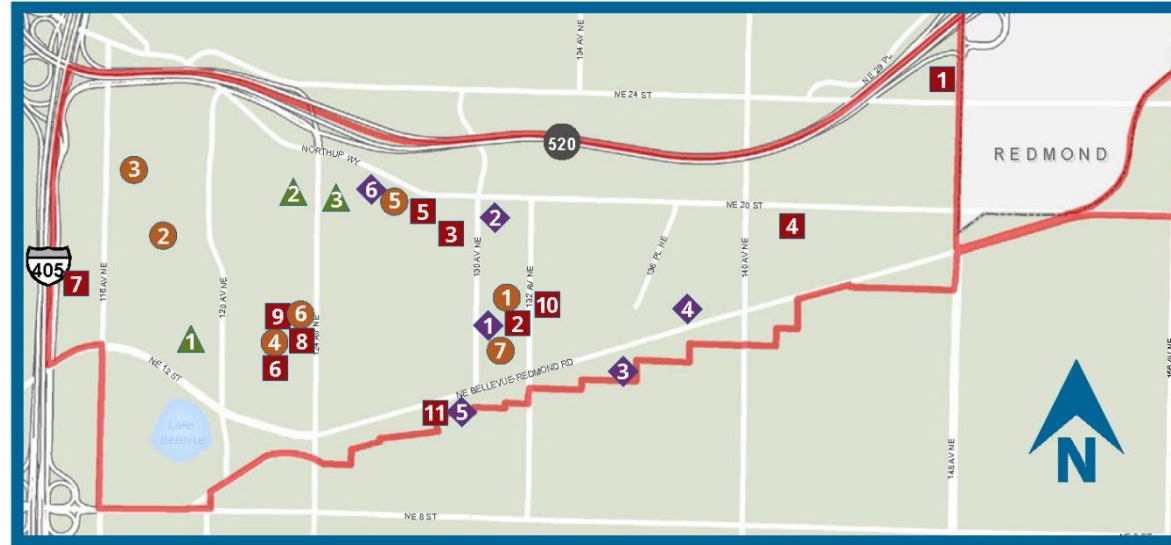 134 AV NE
NE 29 PL
1
NE 24 ST
520
REDMOND
NORTHUP WY
3
2
3
6
5
5
2
3
NE 20 ST
4
2
405
7
116 AV NE
120 AV NE
124 AV NE
130 AV NE
132 AV NE
136 PL NE
140 AV NE
148 AV NE
9
6
4
8
6
1
1
10
1
2
7
4
3
NE 12 ST
NE BELLEVUE-REDMOND RD
11
5
Lake
Bellevue
NE 8 ST
N